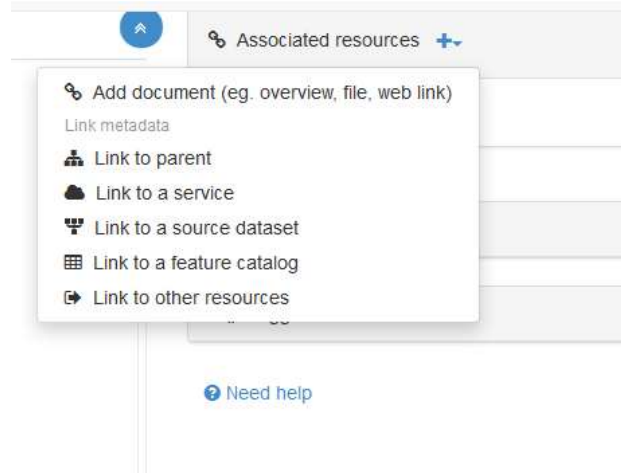 Associated resources
Add document (eg. overview, file, web link)
Link metadata
Link to parent
Link to a service
Link to a source dataset
Link to a feature catalog
Link to other resources
Need help